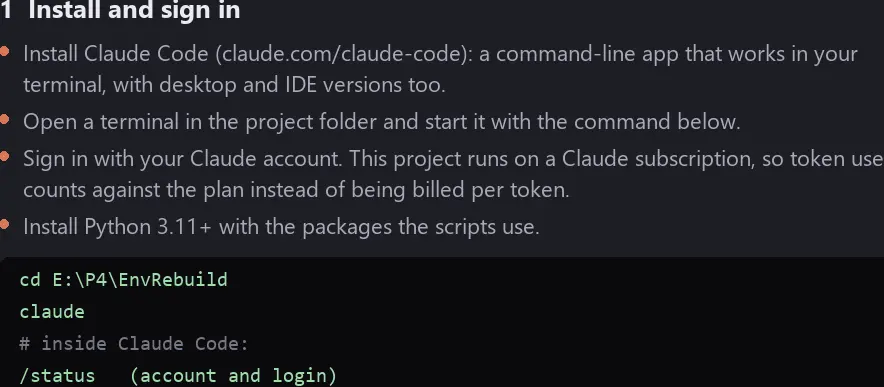 1 Install and sign in
Install Claude Code (claude.com/claude-code): a command-line app that works in your
terminal, with desktop and IDE versions too.
Open a terminal in the project folder and start it with the command below.
Sign in with your Claude account. This project runs on a Claude subscription, so token use
counts against the plan instead of being billed per token.
Install Python 3.11+ with the packages the scripts use.
cd E:\P4\EnvRebuild
claude
# inside Claude Code:
/status (account and login)